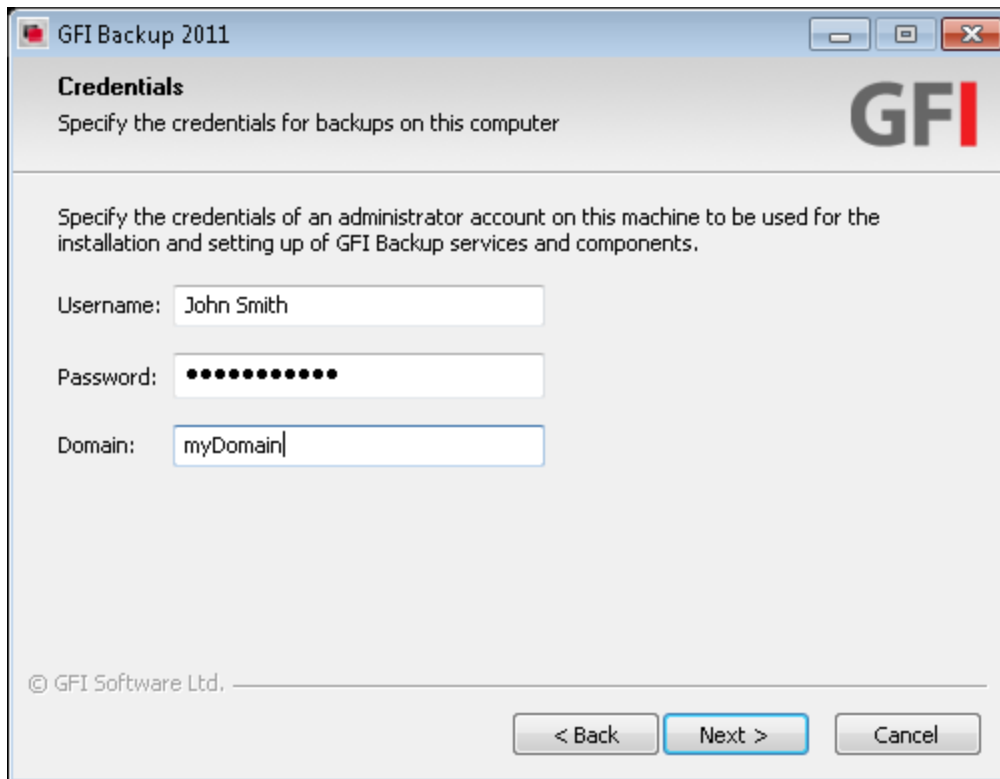 GFI Backup 2011
Credentials
Specify the credentials for backups on this computer
GFI
Specify the credentials of an administrator account on this machine to be used for the
installation and setting up of GFI Backup services and components.
Username: John Smith
Password: ●●●●●●●●●●●
Domain: myDomain
© GFI Software Ltd.
< Back Next > Cancel